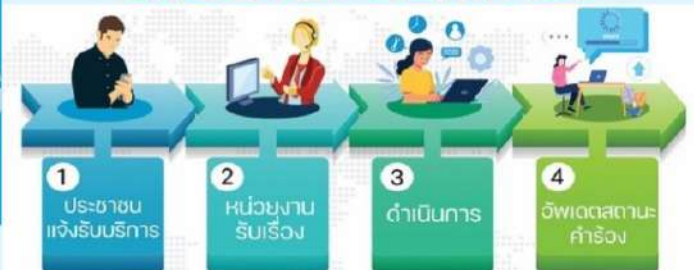 1
ประชาชน
แจ้งรับบริการ
2
หน่วยงาน
รับเรื่อง
3
ดำเนินการ
4
อัพเดตสถานะ
คำร้อง